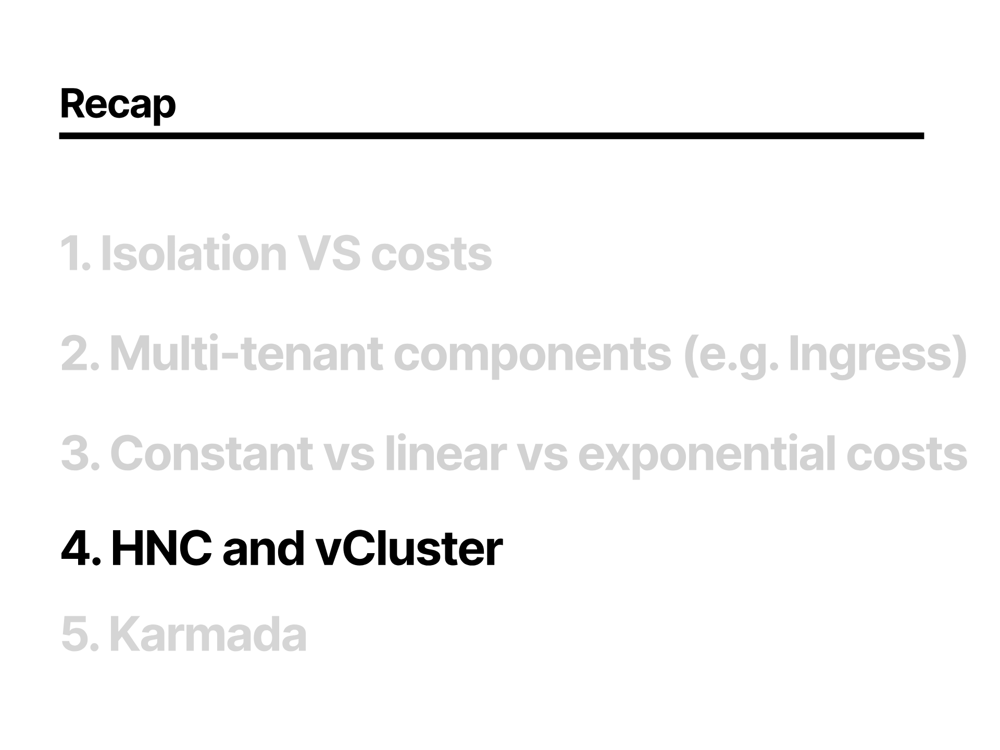 Recap
1. Isolation VS costs
2. Multi-tenant components (e.g. Ingress)
3. Constant vs linear vs exponential costs
4. HNC and vCluster
5. Karmada